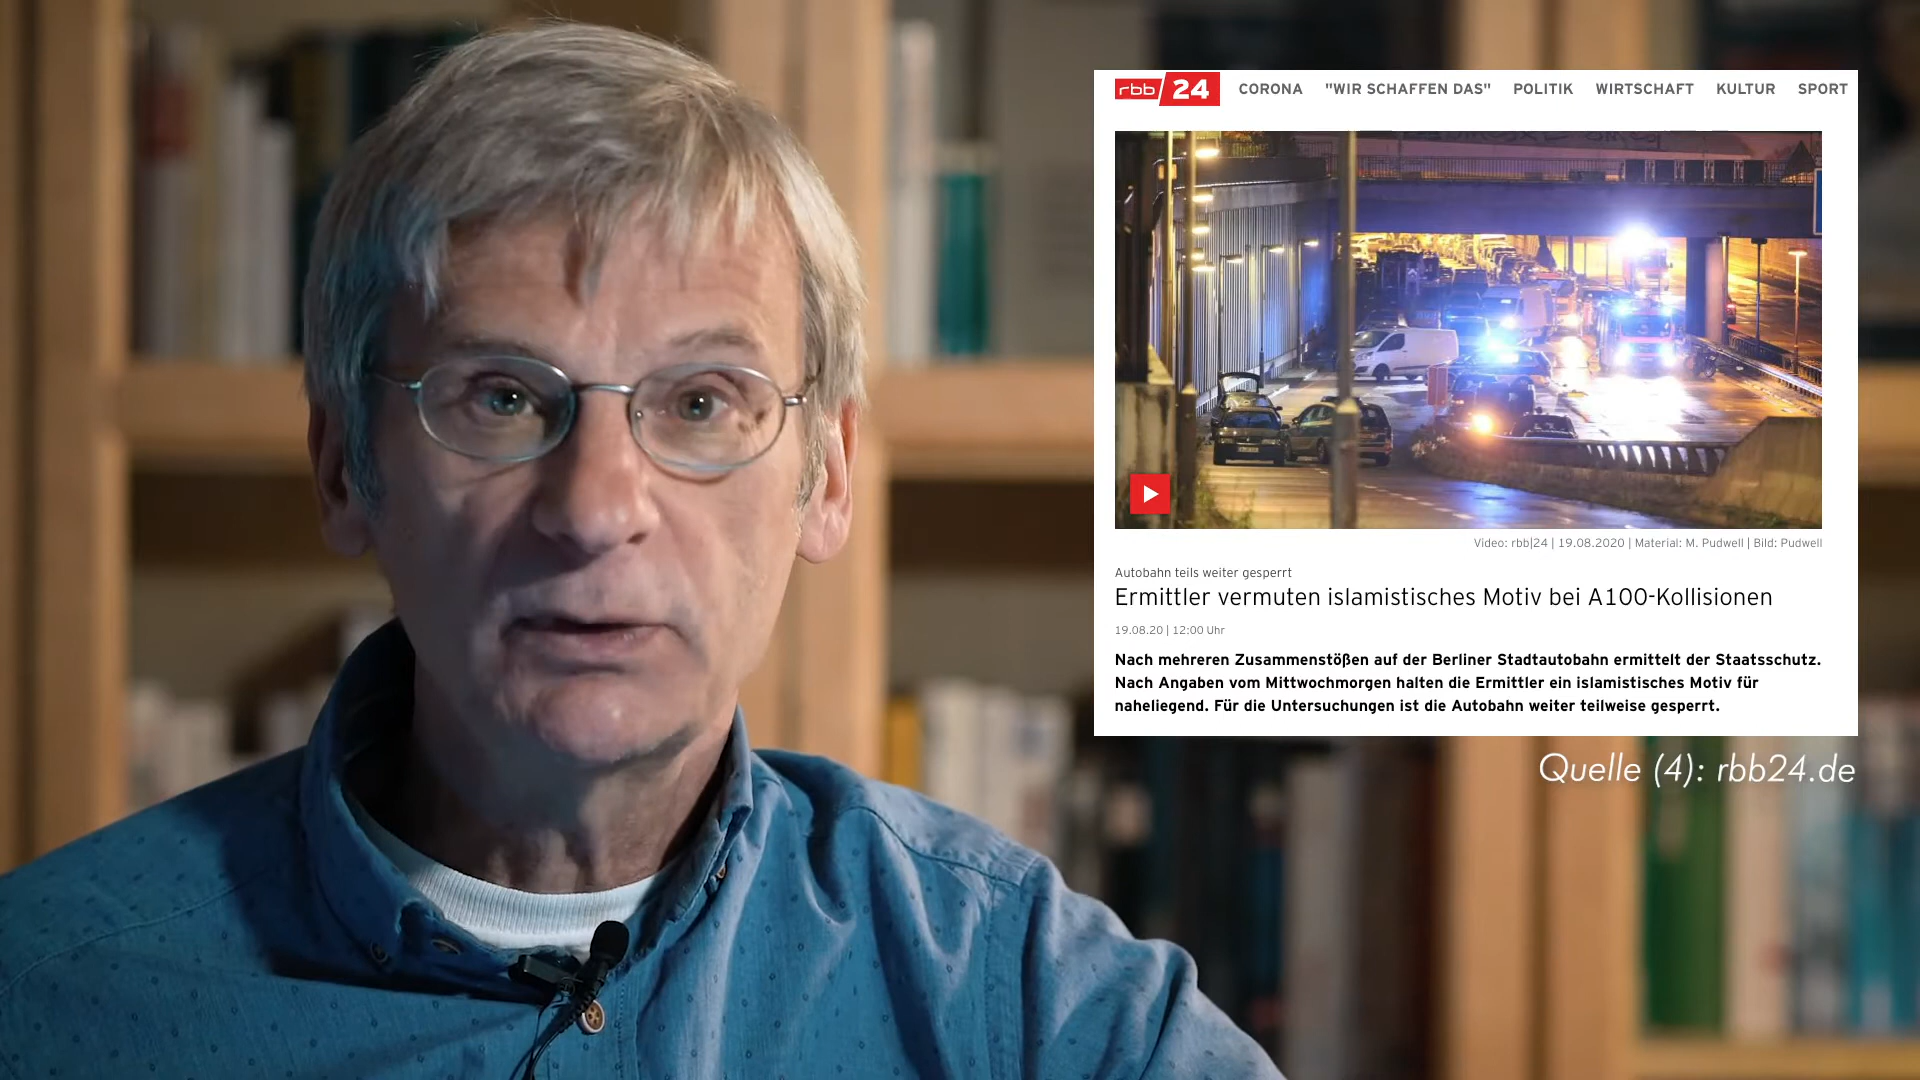 rbb 24 CORONA "WIR SCHAFFEN DAS" POLITIK WIRTSCHAFT KULTUR SPORT
Video: rbb|24 | 19.08.2020 | Material: M. Pudwell | Bild: Pudwell
Autobahn teils weiter gesperrt
Ermittler vermuten islamistisches Motiv bei A100-Kollisionen
19.08.20 | 12:00 Uhr
Nach mehreren Zusammenstößen auf der Berliner Stadtautobahn ermittelt der Staatsschutz.
Nach Angaben vom Mittwochmorgen halten die Ermittler ein islamistisches Motiv für
naheliegend. Für die Untersuchungen ist die Autobahn weiter teilweise gesperrt.
Quelle (4): rbb24.de